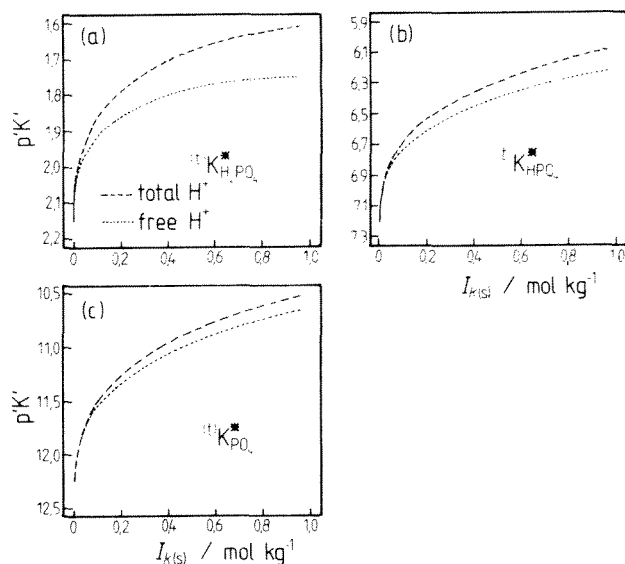 (a)
p'K'
1,6
1,7
1,8
1,9
2,0
2,1
2,2
(t)K*H₂PO₄
--- total H⁺
······ free H⁺
0 0,2 0,4 0,6 0,8 1,0
(b)
5,9
6,1
6,3
6,5
6,7
6,9
7,1
7,3
tK*HPO₄
0 0,2 0,4 0,6 0,8 1,0
I_K(s) / mol kg⁻¹
(c)
p'K'
10,5
11,0
11,5
12,0
12,5
(t)K*PO₄
0 0,2 0,4 0,6 0,8 1,0
I_K(s) / mol kg⁻¹